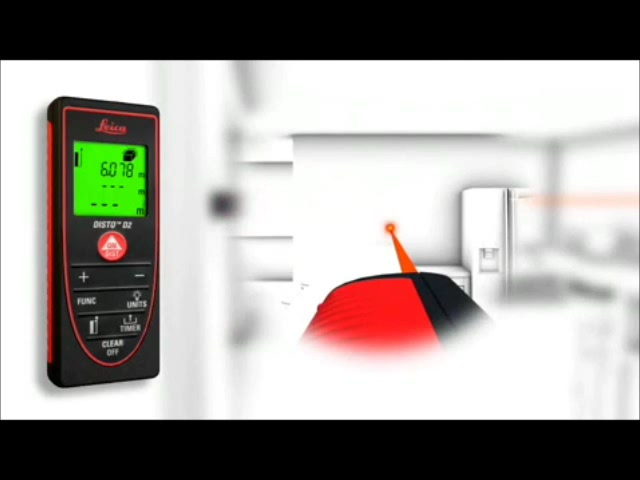 Leica
6.078 m
--- m
---- m
DISTO™ D2
ON
DIST
+ −
FUNC
UNITS
TIMER
CLEAR
OFF